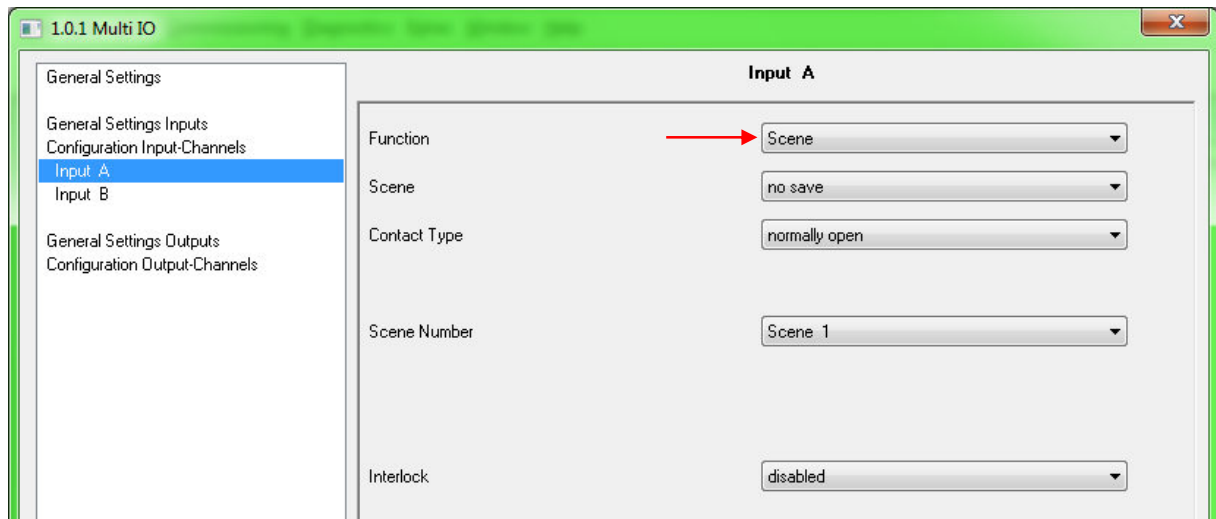 1.0.1 Multi IO
General Settings
General Settings Inputs
Configuration Input-Channels
Input A
Input B
General Settings Outputs
Configuration Output-Channels
Input A
Function
Scene
Scene
no save
Contact Type
normally open
Scene Number
Scene 1
Interlock
disabled